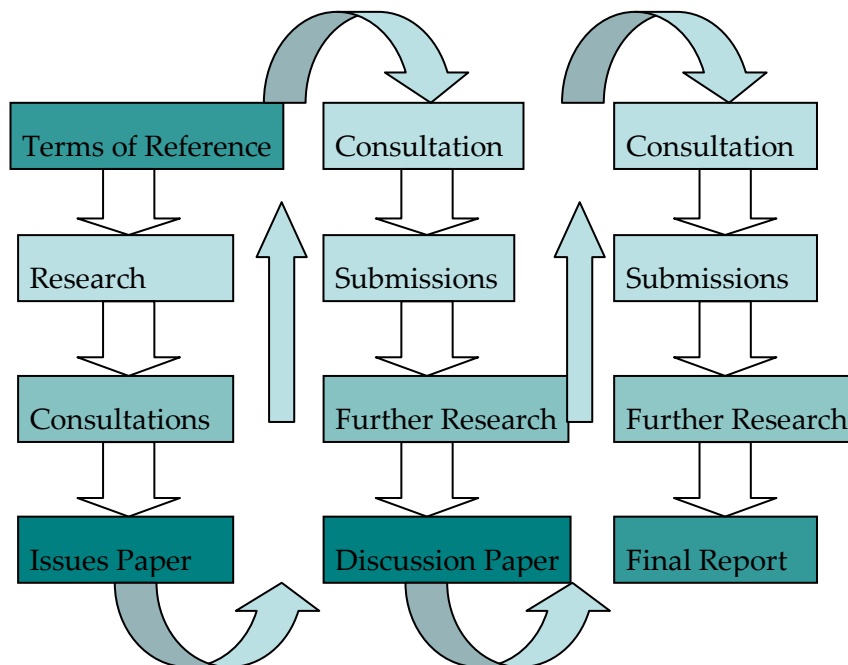 Terms of Reference
Research
Consultations
Issues Paper
Consultation
Submissions
Further Research
Discussion Paper
Consultation
Submissions
Further Research
Final Report